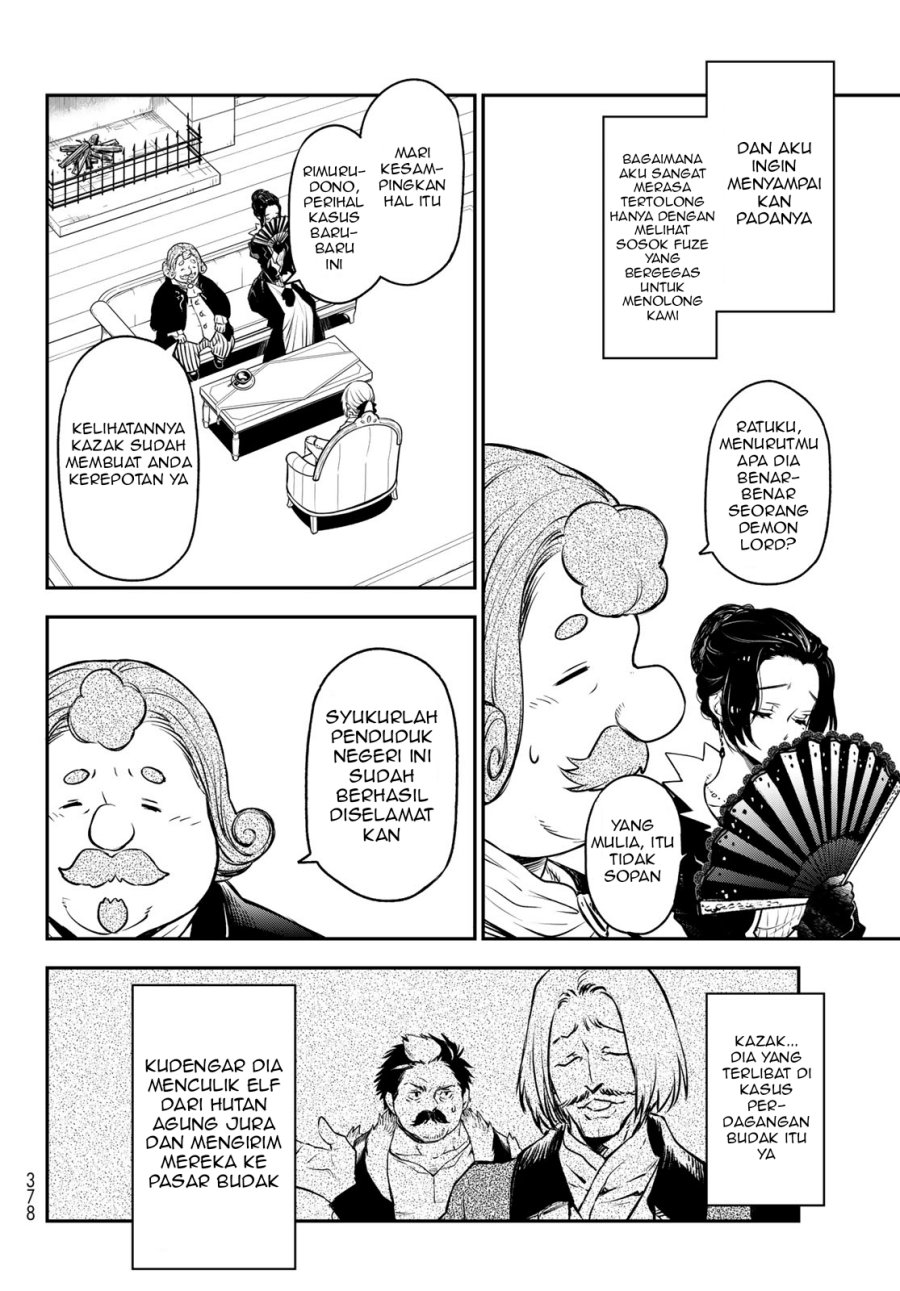 DAN AKU
INGIN
MENYAMPAI
KAN
PADANYA
BAGAIMANA
AKU SANGAT
MERASA
TERTOLONG
HANYA DENGAN
MELIHAT
SOSOK FUZE
YANG
BERGEGAS
UNTUK
MENOLONG
KAMI
RATUKU,
MENURUTMU
APA DIA
BENAR-
BENAR
SEORANG
DEMON
LORD?
YANG
MULIA, ITU
TIDAK
SOPAN
MARI
KESAM-
PINGKAN
HAL ITU
RIMURU-
DONO,
PERIHAL
KASUS
BARU-
BARU
INI
KELIHATANNYA
KAZAK SUDAH
MEMBUAT ANDA
KEREPOTAN YA
SYUKURLAH
PENDUDUK
NEGERI INI
SUDAH
BERHASIL
DISELAMAT
KAN
KAZAK...
DIA YANG
TERLIBAT DI
KASUS
PER-
DAGANGAN
BUDAK ITU
YA
KUDENGAR DIA
MENCULIK ELF
DARI HUTAN
AGUNG JURA
DAN MENGIRIM
MEREKA KE
PASAR BUDAK
378